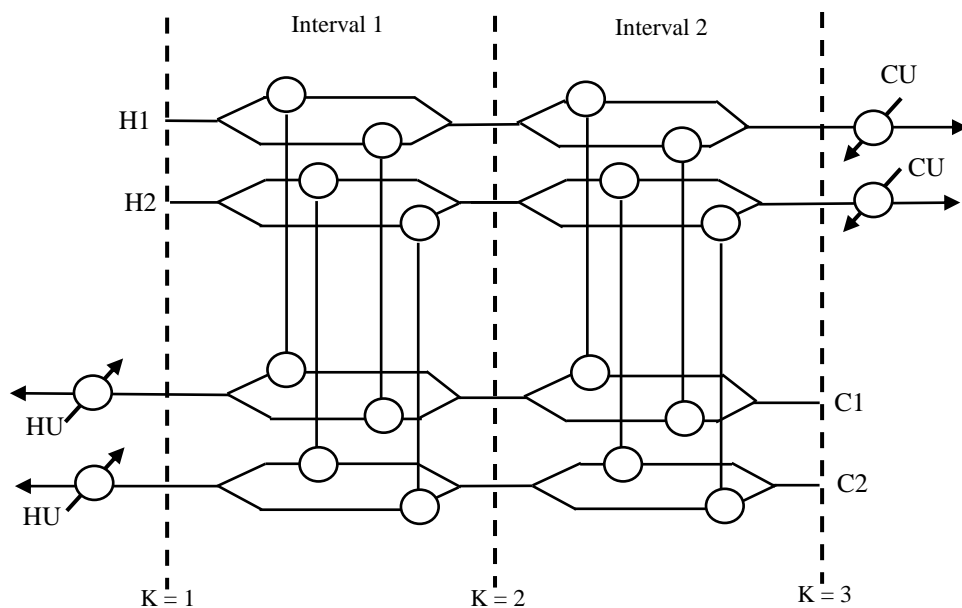 Interval 1
Interval 2
CU
H1
CU
H2
HU
C1
HU
C2
K = 1
K = 2
K = 3